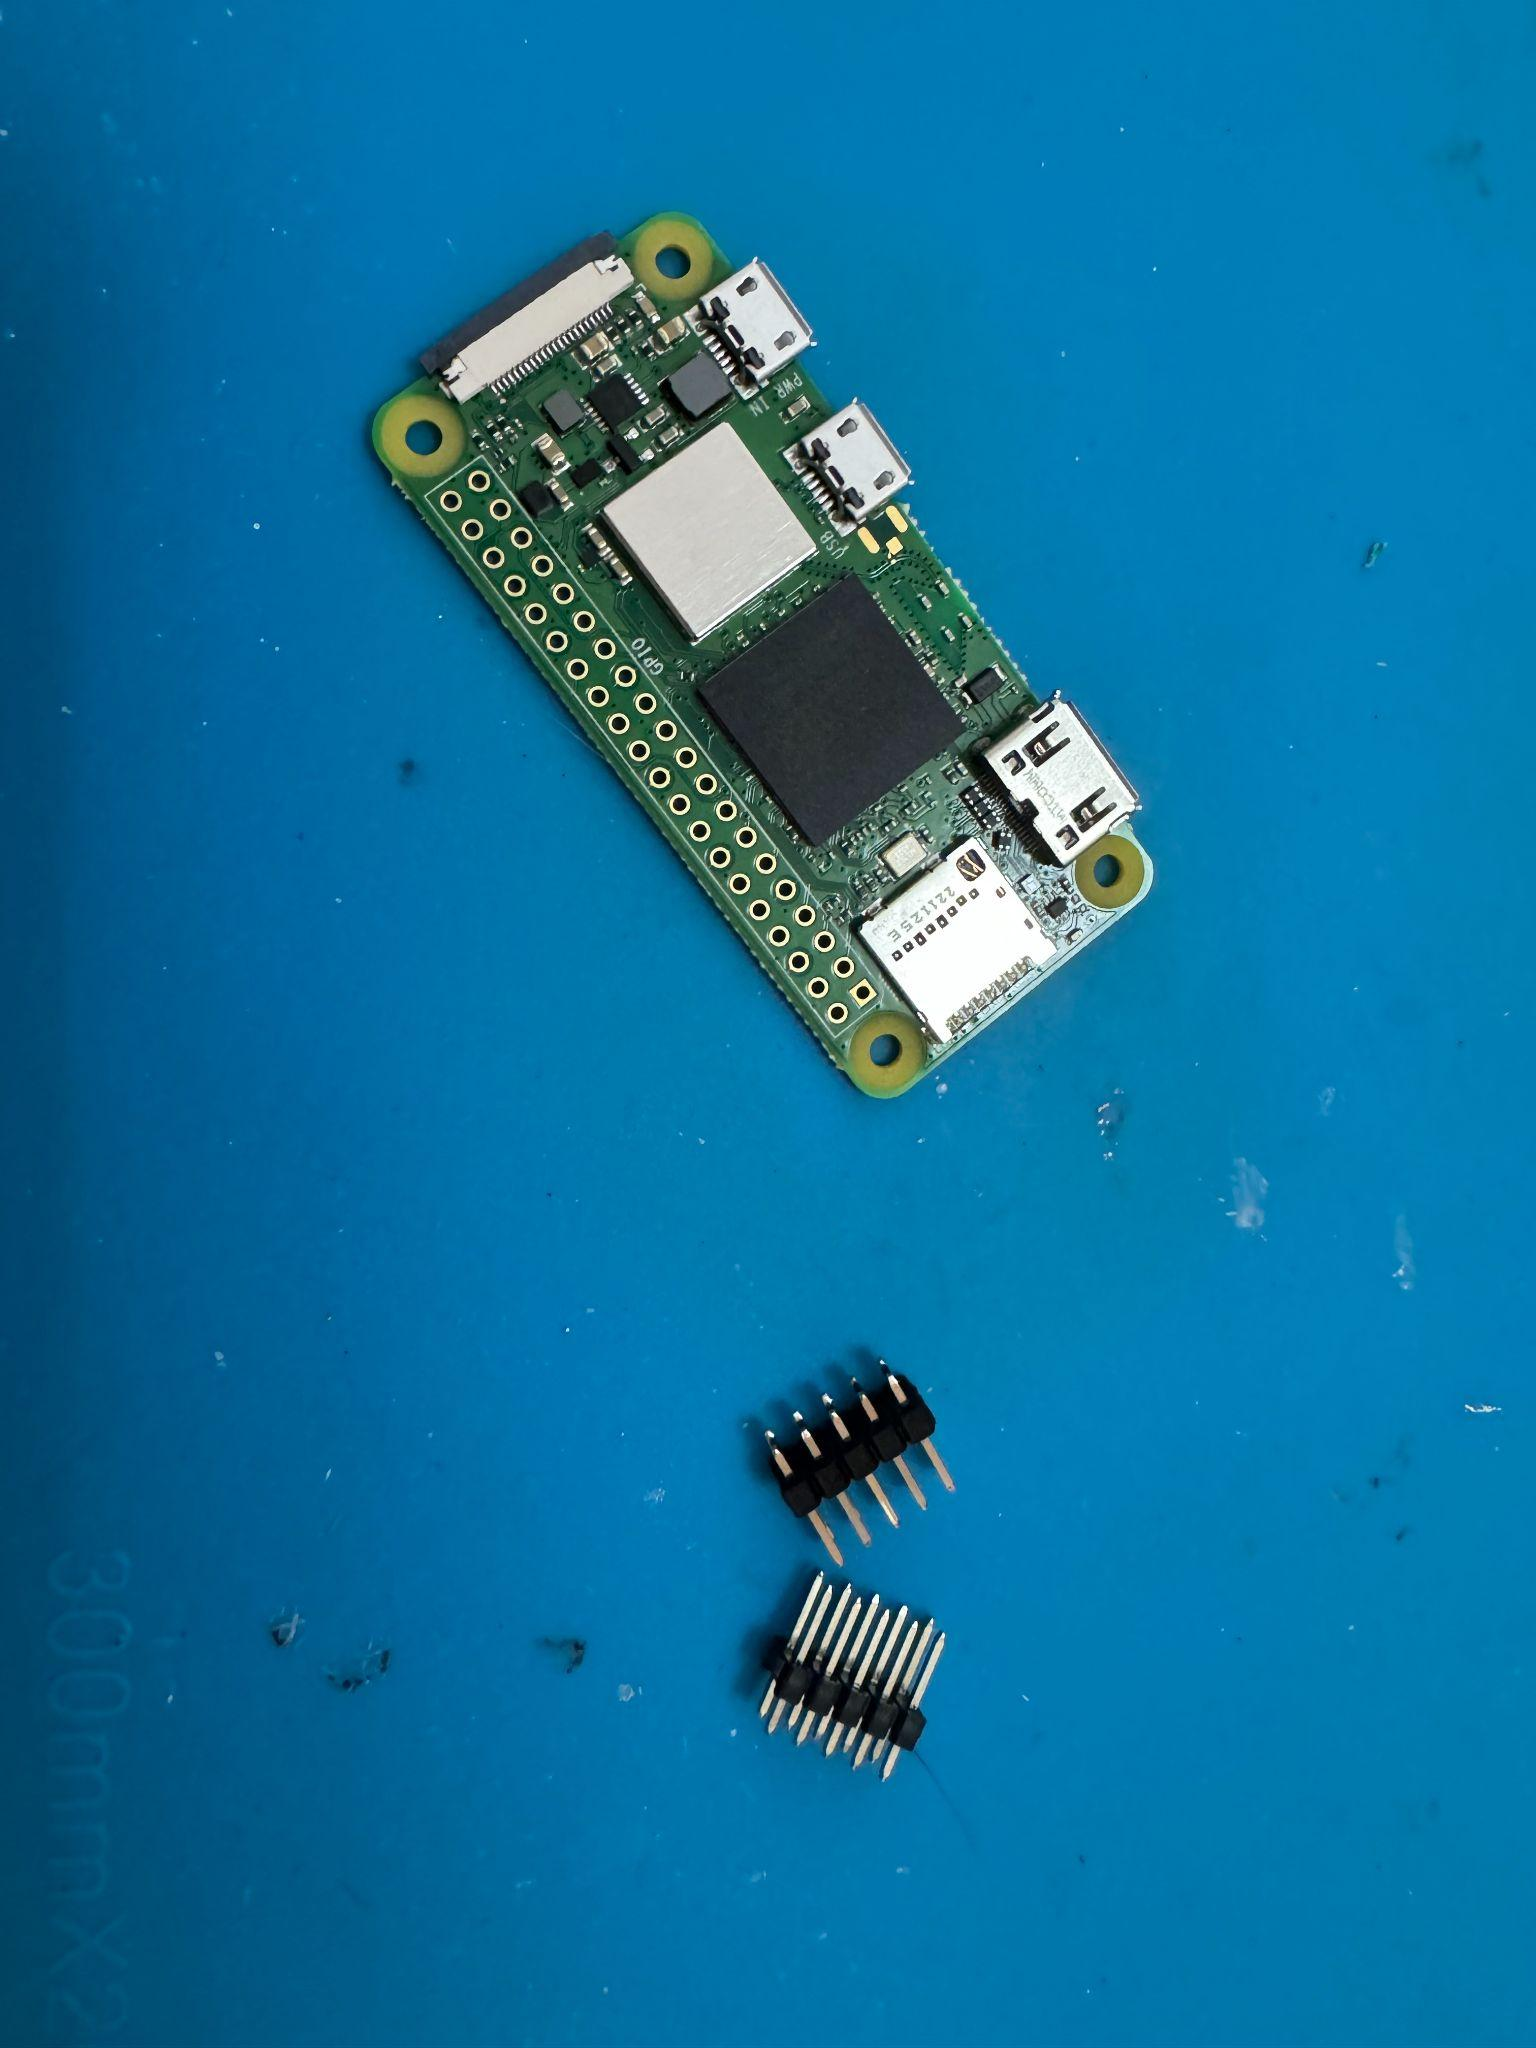 PWR IN
USB
GPIO
221125E
300mmx2